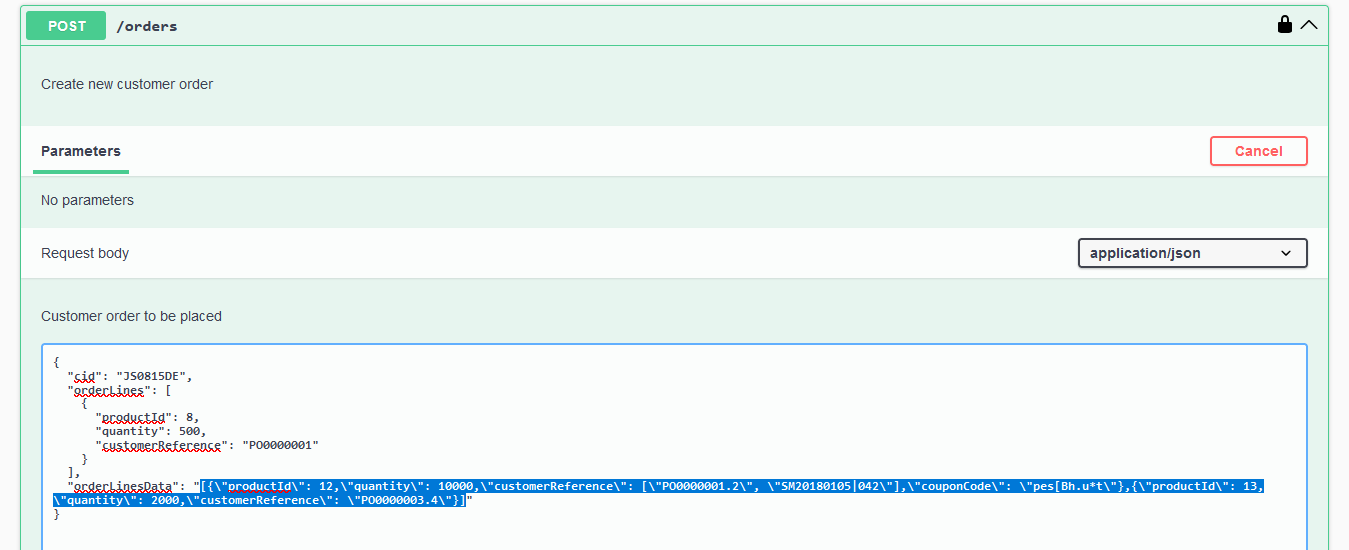 POST /orders
Create new customer order
Parameters Cancel
No parameters
Request body application/json
Customer order to be placed
{
  "cid": "JS0815DE",
  "orderLines": [
    {
      "productId": 8,
      "quantity": 500,
      "customerReference": "PO0000001"
    }
  ],
  "orderLinesData": "[{\"productId\": 12,\"quantity\": 10000,\"customerReference\": [\"PO0000001.2\", \"SM20180105|042\"],\"couponCode\": \"pes[Bh.u*t\"},{\"productId\": 13,
\"quantity\": 2000,\"customerReference\": \"PO0000003.4\"}]"
}